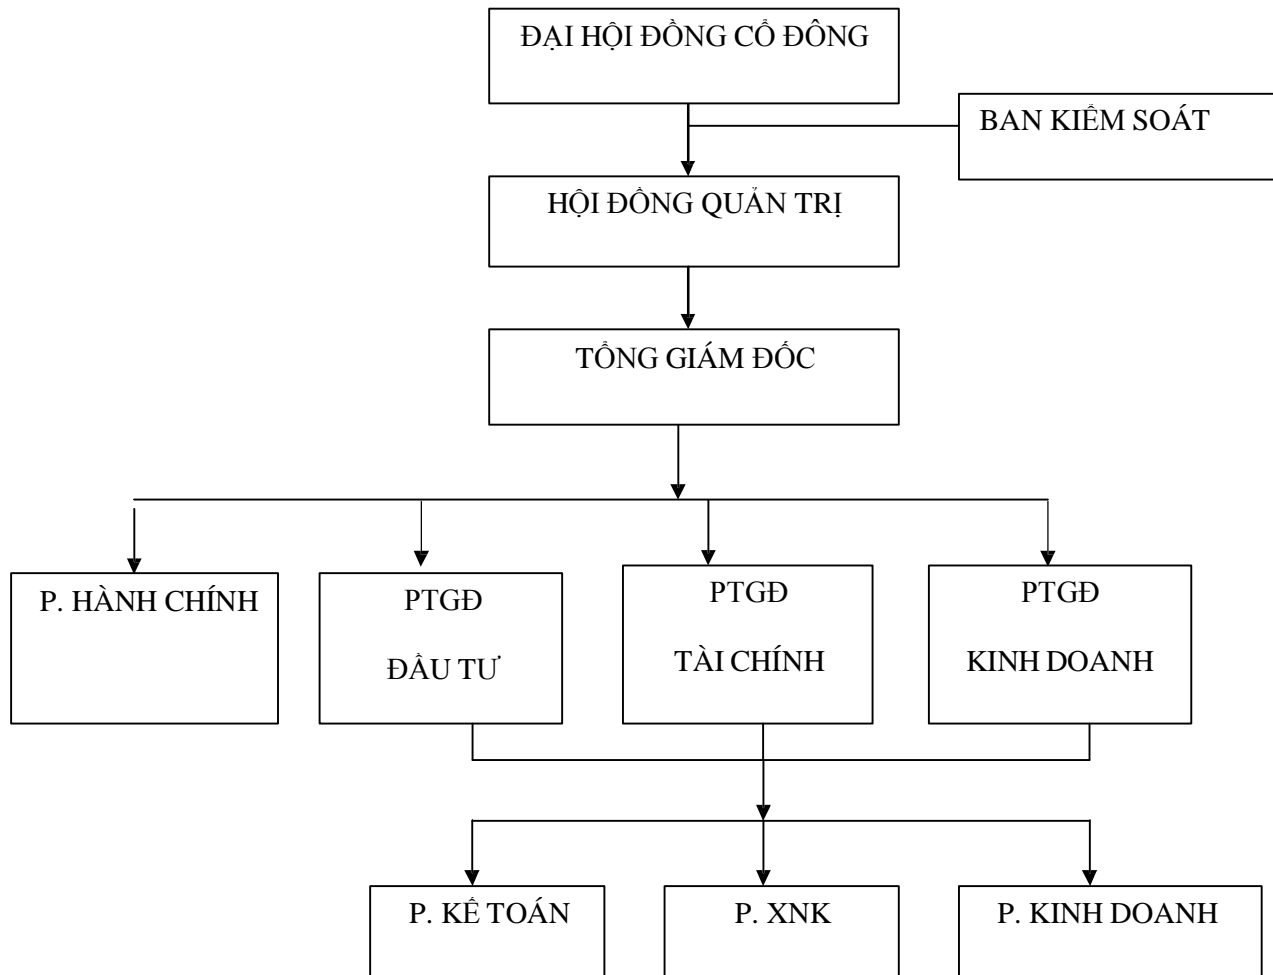 ĐẠI HỘI ĐỒNG CỔ ĐÔNG
BAN KIỂM SOÁT
HỘI ĐỒNG QUẢN TRỊ
TỔNG GIÁM ĐỐC
P. HÀNH CHÍNH
PTGĐ
ĐẦU TƯ
PTGĐ
TÀI CHÍNH
PTGĐ
KINH DOANH
P. KẾ TOÁN
P. XNK
P. KINH DOANH